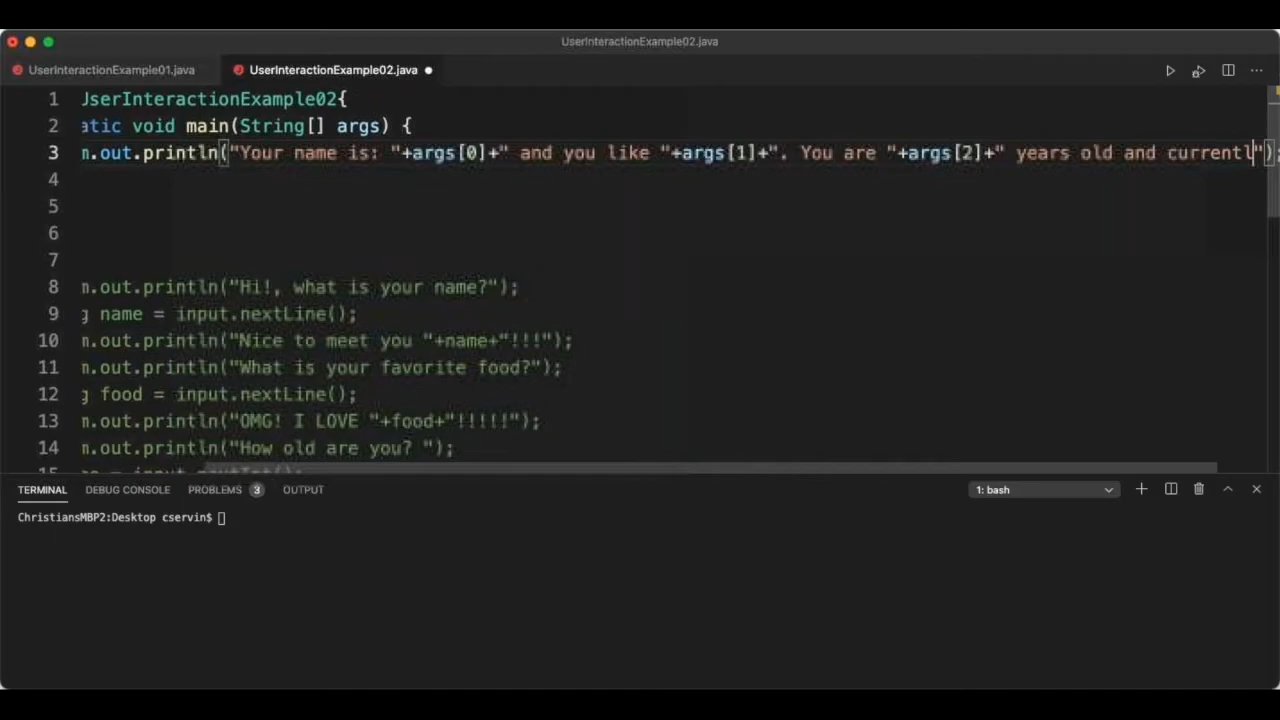 UserInteractionExample02.java
UserInteractionExample01.java
UserInteractionExample02.java
1 UserInteractionExample02{
2 atic void main(String[] args) {
3 m.out.println("Your name is: "+args[0]+" and you like "+args[1]+". You are "+args[2]+" years old and currentl");
4
5
6
7
8 m.out.println("Hi!, what is your name?");
9 g name = input.nextLine();
10 m.out.println("Nice to meet you "+name+"!!!");
11 m.out.println("What is your favorite food?");
12 g food = input.nextLine();
13 m.out.println("OMG! I LOVE "+food+"!!!!!");
14 m.out.println("How old are you? ");
15 = input.nextInt();
TERMINAL DEBUG CONSOLE PROBLEMS 3 OUTPUT
1: bash
ChristiansMBP2:Desktop cservin$